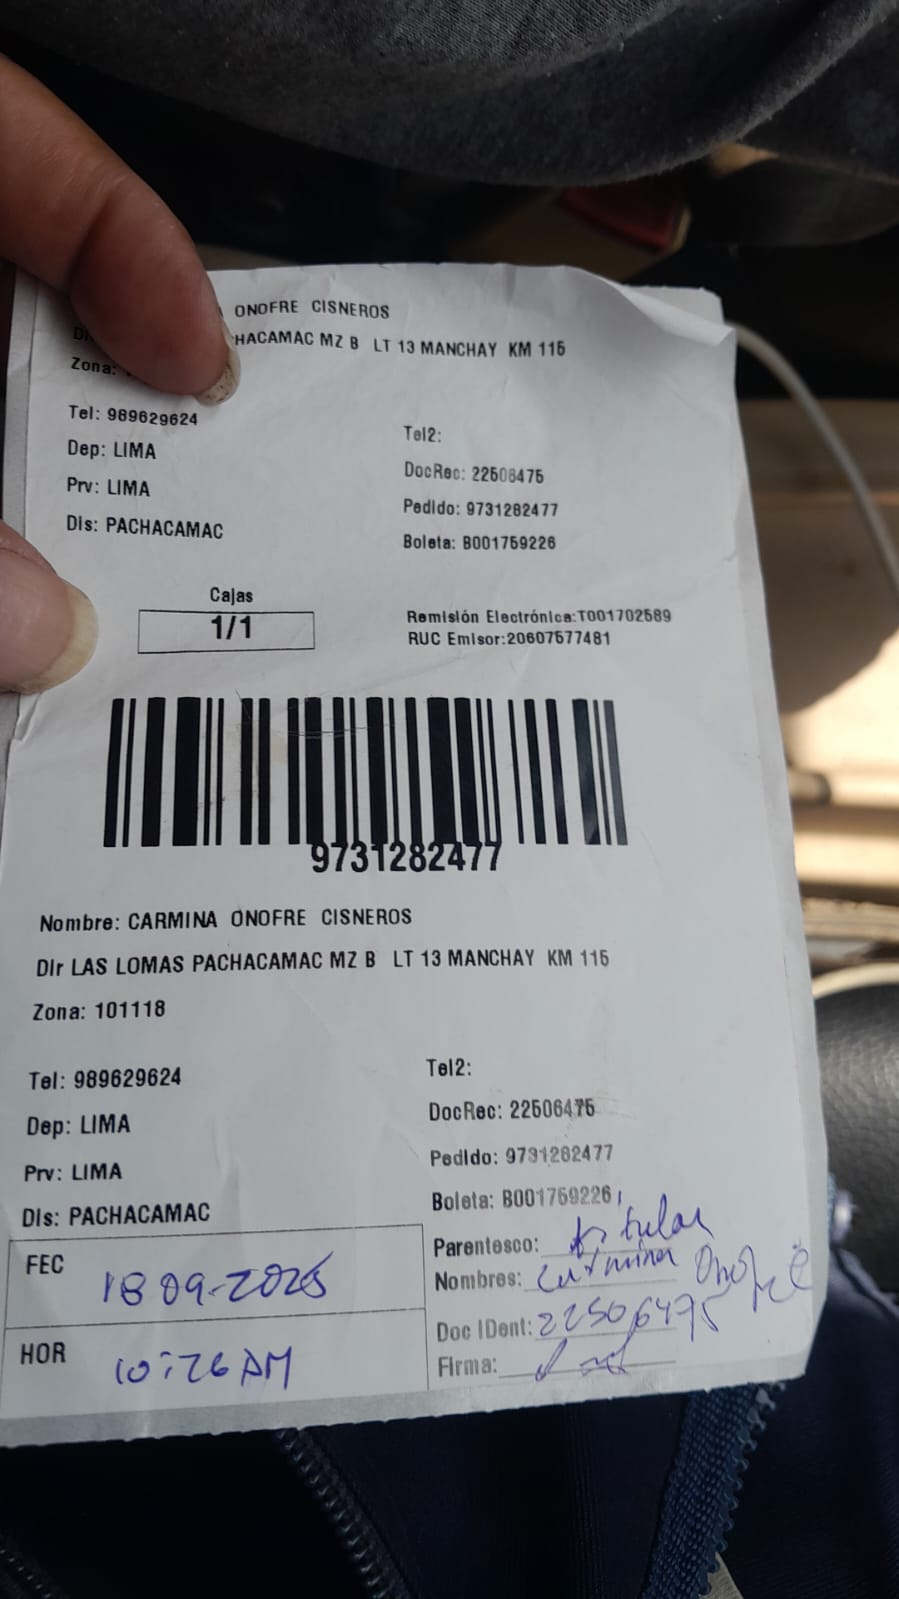 ONOFRE CISNEROS
HACAMAC MZ B LT 13 MANCHAY KM 115
Zona:
Tel: 989629624
Tel2:
Dep: LIMA
DocRec: 22506475
Prv: LIMA
Pedido: 9731282477
Dis: PACHACAMAC
Boleta: B001759226
Cajas
1/1
Remisión Electrónica:T001702589
RUC Emisor:20607577481
9731282477
Nombre: CARMINA ONOFRE CISNEROS
Dir LAS LOMAS PACHACAMAC MZ B LT 13 MANCHAY KM 115
Zona: 101118
Tel: 989629624
Tel2:
Dep: LIMA
DocRec: 22506475
Prv: LIMA
Pedido: 9731282477
Dis: PACHACAMAC
Boleta: B001759226
Parentesco: titular
FEC 18 09-2025
Nombres: Carmina Onofre
Doc IDent: 22506475
HOR 10:26 AM
Firma: